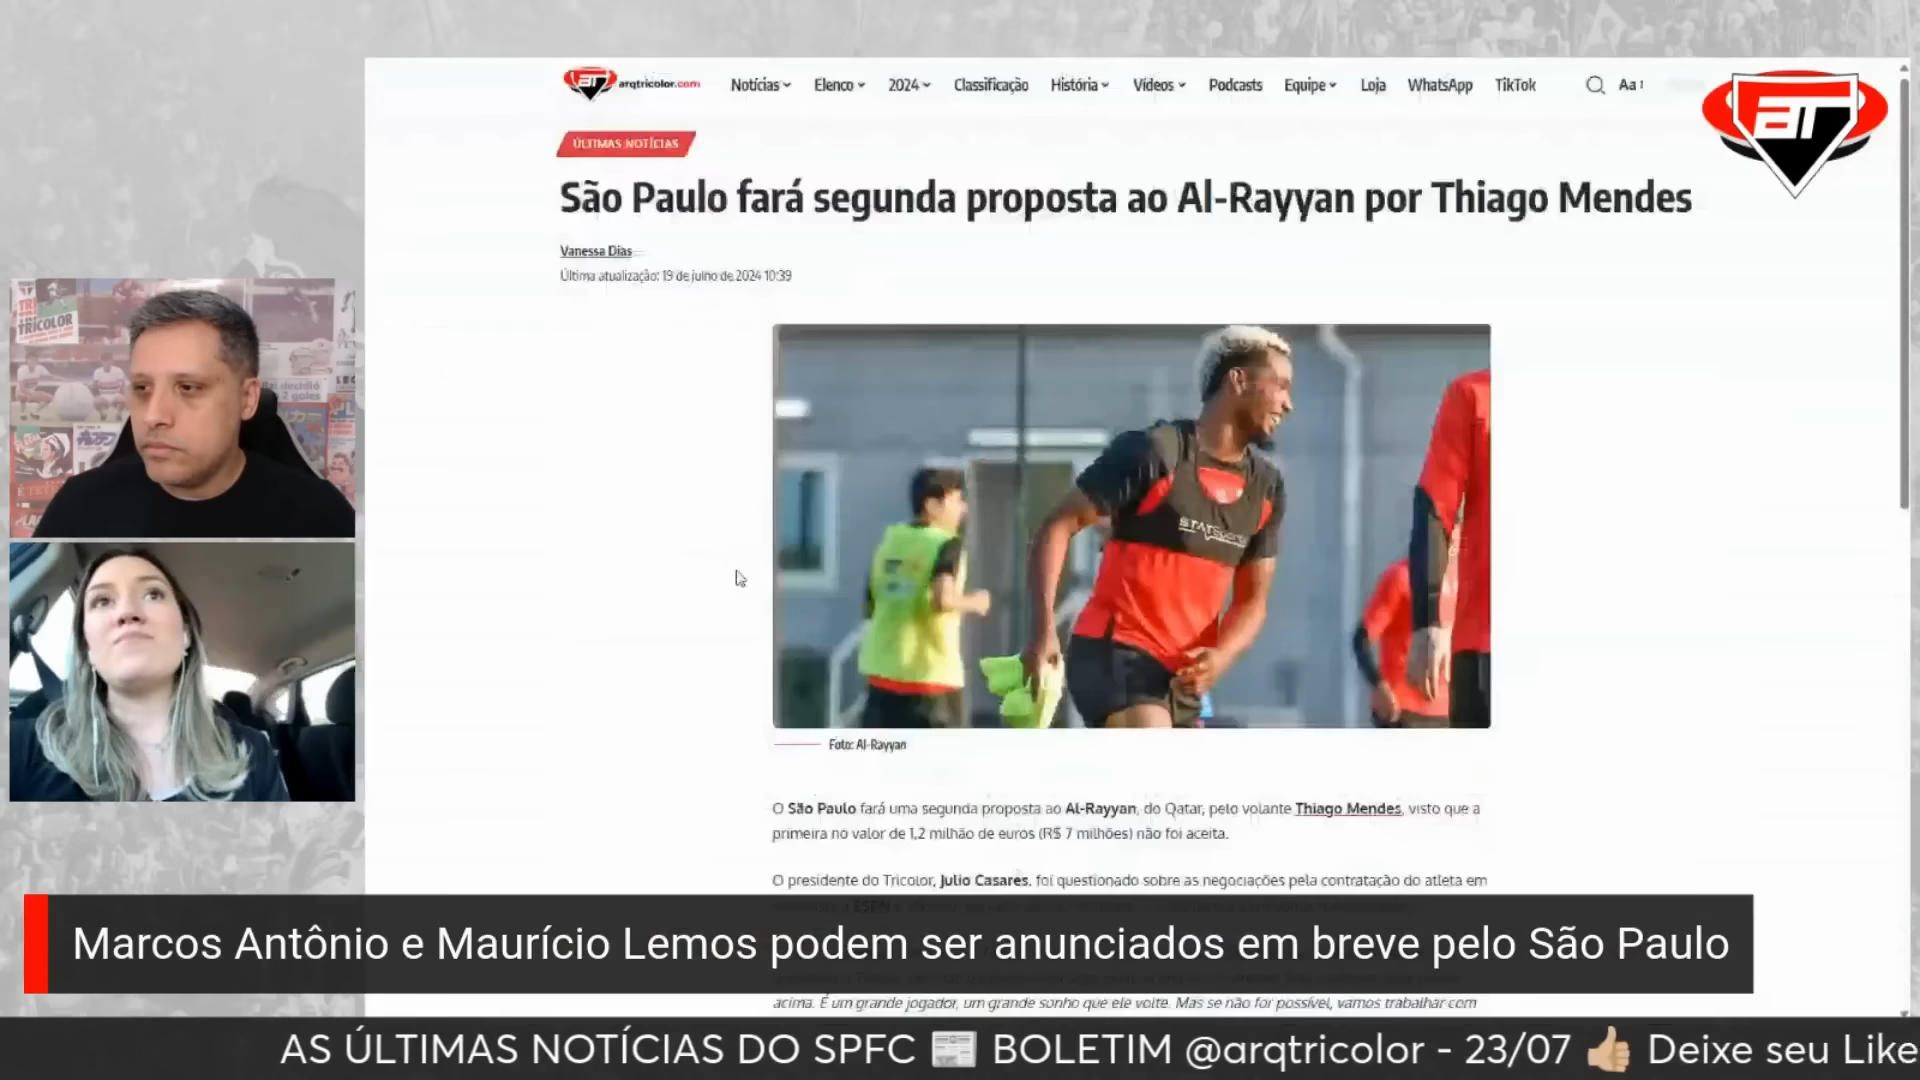 arqtricolor.com
Notícias
Elenco
2024
Classificação
História
Vídeos
Podcasts
Equipe
Loja
WhatsApp
TikTok
Aa
AT
ÚLTIMAS NOTÍCIAS
São Paulo fará segunda proposta ao Al-Rayyan por Thiago Mendes
Vanessa Dias
Última atualização: 19 de julho de 2024 10:39
TRICOLOR
STATSports
Foto: Al-Rayyan
O São Paulo fará uma segunda proposta ao Al-Rayyan, do Qatar, pelo volante Thiago Mendes, visto que a
primeira no valor de 1,2 milhão de euros (R$ 7 milhões) não foi aceita.
O presidente do Tricolor, Julio Casares, foi questionado sobre as negociações pela contratação do atleta em
ESPN
Marcos Antônio e Maurício Lemos podem ser anunciados em breve pelo São Paulo
acima. É um grande jogador, um grande sonho que ele volte. Mas se não for possível, vamos trabalhar com
AS ÚLTIMAS NOTÍCIAS DO SPFC 📰 BOLETIM @arqtricolor - 23/07 👍🏼 Deixe seu Like